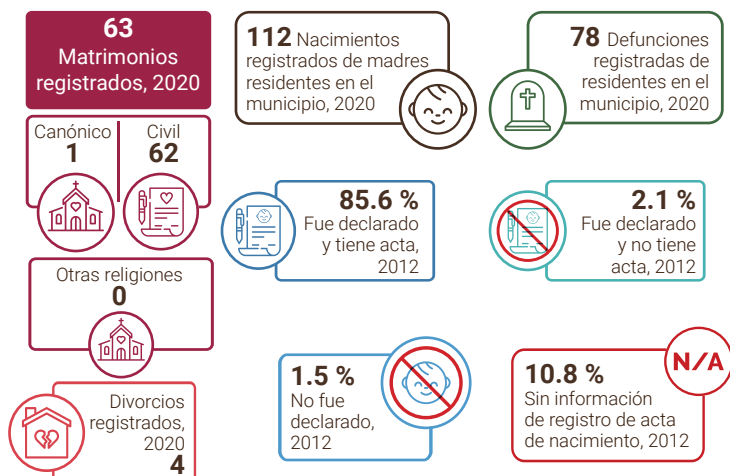 63
Matrimonios
registrados, 2020
Canónico
1
Civil
62
Otras religiones
0
Divorcios
registrados,
2020
4
112 Nacimientos
registrados de madres
residentes en el
municipio, 2020
78 Defunciones
registradas de
residentes en el
municipio, 2020
85.6 %
Fue declarado
y tiene acta,
2012
2.1 %
Fue declarado
y no tiene
acta, 2012
1.5 %
No fue
declarado,
2012
10.8 %
Sin información
de registro de acta
de nacimiento, 2012
N/A